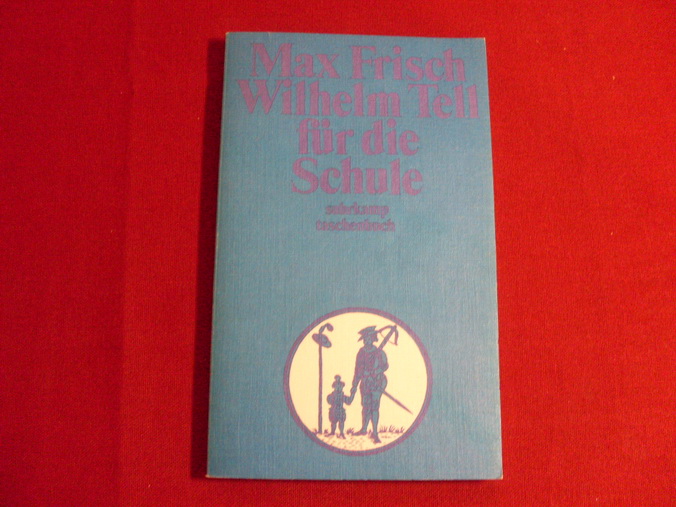 Max Frisch
Wilhelm Tell
für die
Schule
suhrkamp
taschenbuch